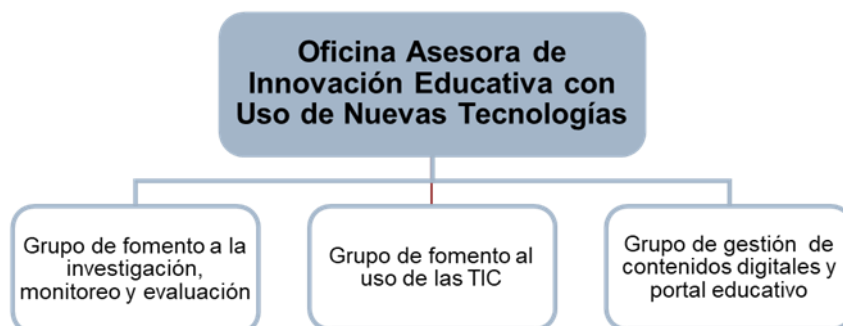 Oficina Asesora de
Innovación Educativa con
Uso de Nuevas Tecnologías
Grupo de fomento a la
investigación,
monitoreo y evaluación
Grupo de fomento al
uso de las TIC
Grupo de gestión de
contenidos digitales y
portal educativo